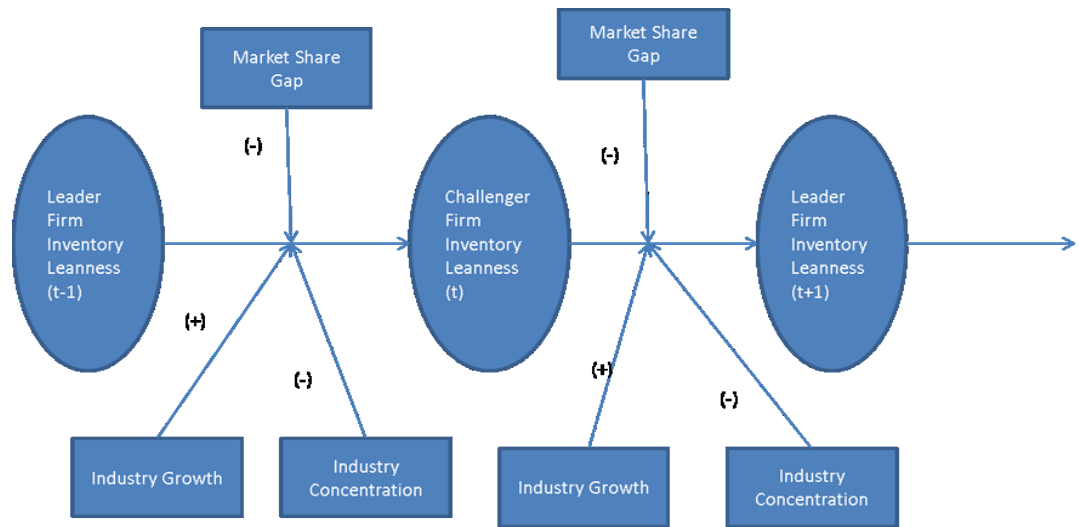 Market Share
Gap
(-)
Market Share
Gap
(-)
Leader
Firm
Inventory
Leanness
(t-1)
Challenger
Firm
Inventory
Leanness
(t)
Leader
Firm
Inventory
Leanness
(t+1)
(+)
(-)
(+)
(-)
Industry Growth
Industry
Concentration
Industry Growth
Industry
Concentration